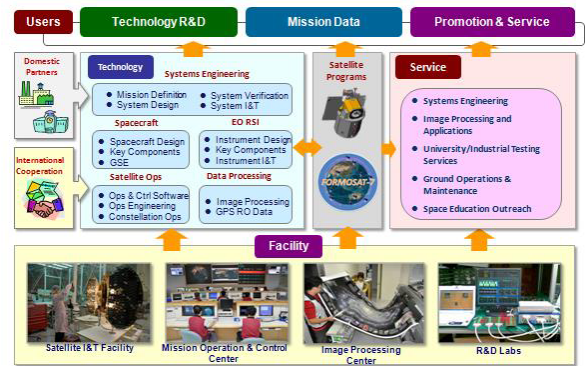 Users
Technology R&D
Mission Data
Promotion & Service
Domestic
Partners
International
Cooperation
Technology
Systems Engineering
Mission Definition
System Design
System Verification
System I&T
Spacecraft
Spacecraft Design
Key Components
GSE
EO RSI
Instrument Design
Key Components
Instrument I&T
Satellite Ops
Ops & Ctrl Software
Ops Engineering
Constellation Ops
Data Processing
Image Processing
GPS RO Data
Satellite
Programs
FORMOSAT-7
Service
Systems Engineering
Image Processing and
Applications
University/Industrial Testing
Services
Ground Operations &
Maintenance
Space Education Outreach
Facility
Satellite I&T Facility
Mission Operation & Control
Center
Image Processing
Center
R&D Labs